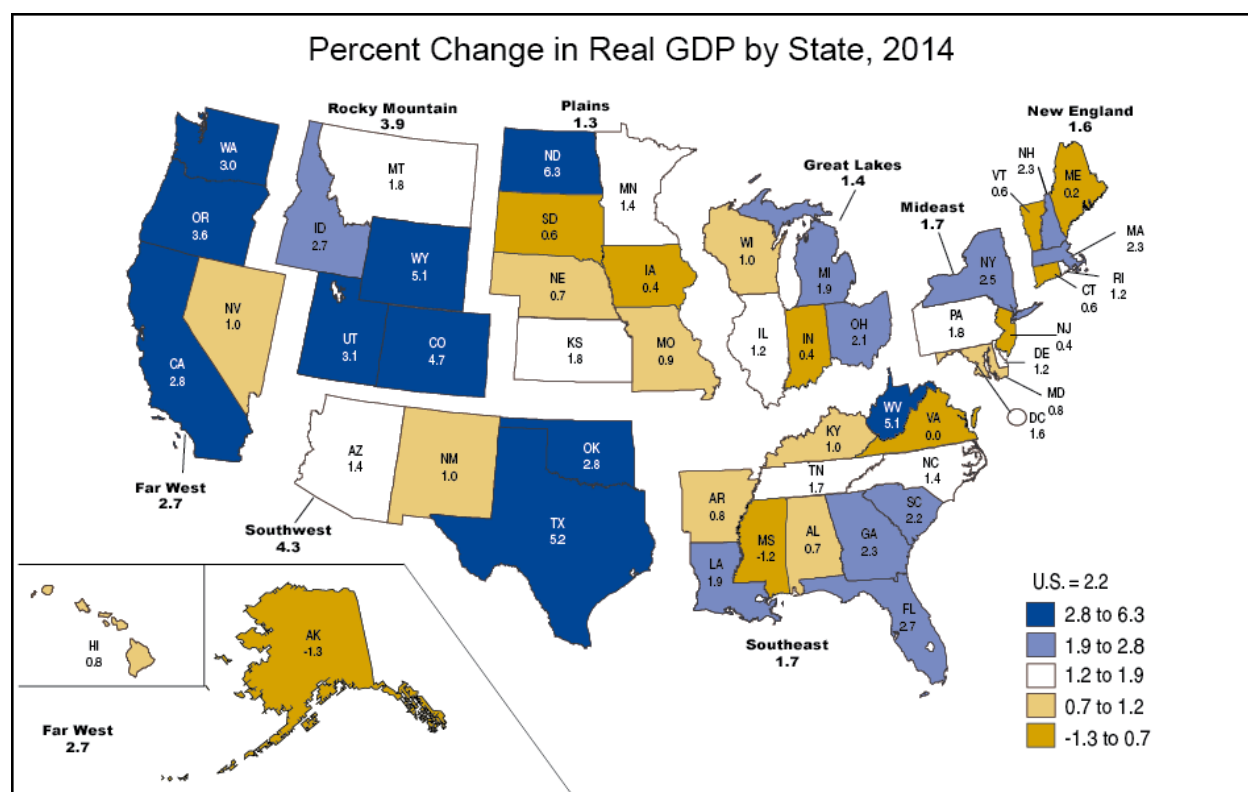 Percent Change in Real GDP by State, 2014
Rocky Mountain
3.9
Plains
1.3
New England
1.6
Great Lakes
1.4
Mideast
1.7
WA
3.0
OR
3.6
CA
2.8
NV
1.0
ID
2.7
MT
1.8
WY
5.1
UT
3.1
CO
4.7
ND
6.3
SD
0.6
NE
0.7
KS
1.8
MN
1.4
IA
0.4
MO
0.9
WI
1.0
IL
1.2
MI
1.9
IN
0.4
OH
2.1
NH
2.3
VT
0.6
ME
0.2
MA
2.3
RI
1.2
CT
0.6
NY
2.5
PA
1.8
NJ
0.4
DE
1.2
MD
0.8
DC
1.6
AZ
1.4
NM
1.0
OK
2.8
TX
5.2
Far West
2.7
Southwest
4.3
KY
1.0
WV
5.1
VA
0.0
TN
1.7
NC
1.4
AR
0.8
SC
2.2
LA
1.9
MS
-1.2
AL
0.7
GA
2.3
FL
2.7
Southeast
1.7
HI
0.8
AK
-1.3
Far West
2.7
U.S. = 2.2
2.8 to 6.3
1.9 to 2.8
1.2 to 1.9
0.7 to 1.2
-1.3 to 0.7